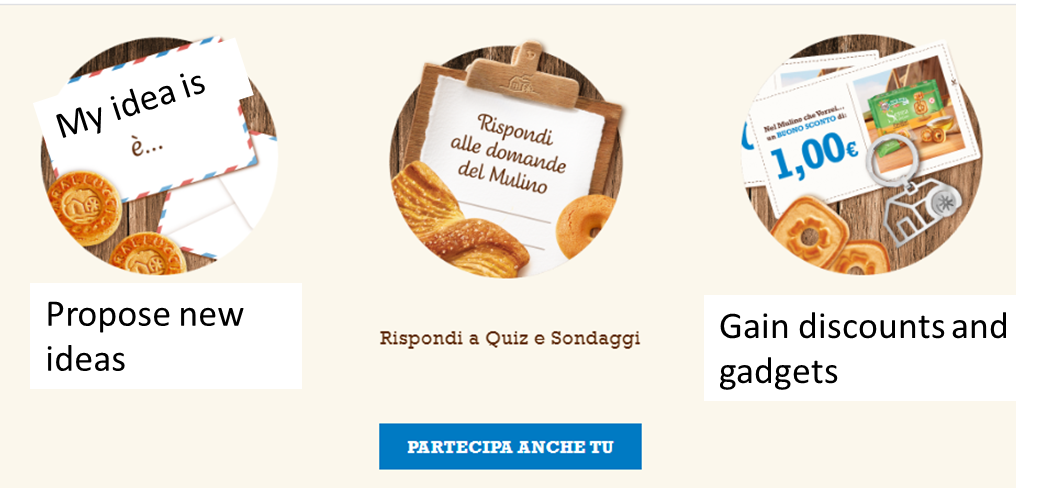 My idea is
è...
GALLETTI
Rispondi
alle domande
del Mulino
Nel Mulino che Vorrei...
un BUONO SCONTO di:
1,00€
Propose new
ideas
Rispondi a Quiz e Sondaggi
Gain discounts and
gadgets
PARTECIPA ANCHE TU